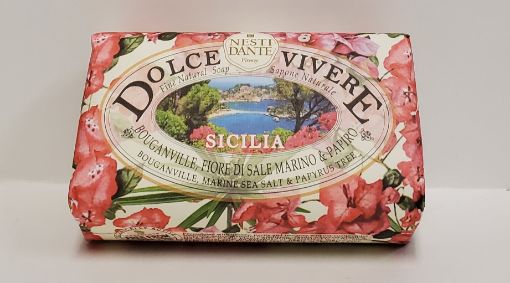 NESTI
DANTE
Firenze
DOLCE VIVERE
Fine Natural Soap
Sapone Naturale
SICILIA
BOUGANVILLE, FIORE DI SALE MARINO & PAPIRO
BOUGANVILLE, MARINE SEA SALT & PAPYRUS TREE